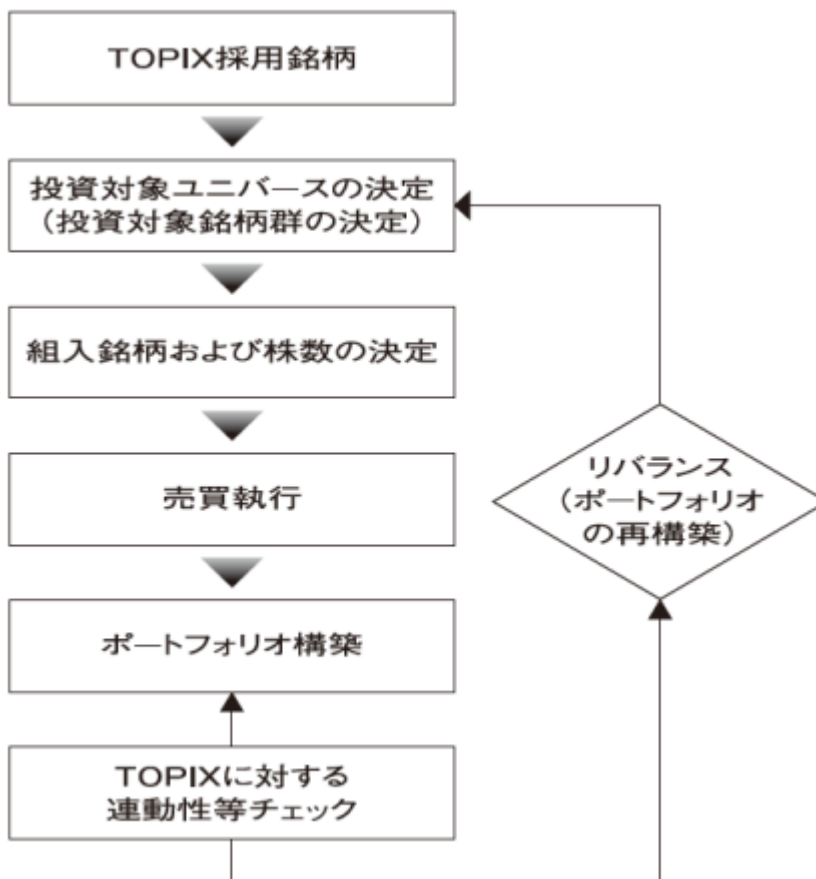 TOPIX採用銘柄
投資対象ユニバースの決定
（投資対象銘柄群の決定）
組入銘柄および株数の決定
売買執行
ポートフォリオ構築
TOPIXに対する
連動性等チェック
リバランス
（ポートフォリオ
の再構築）